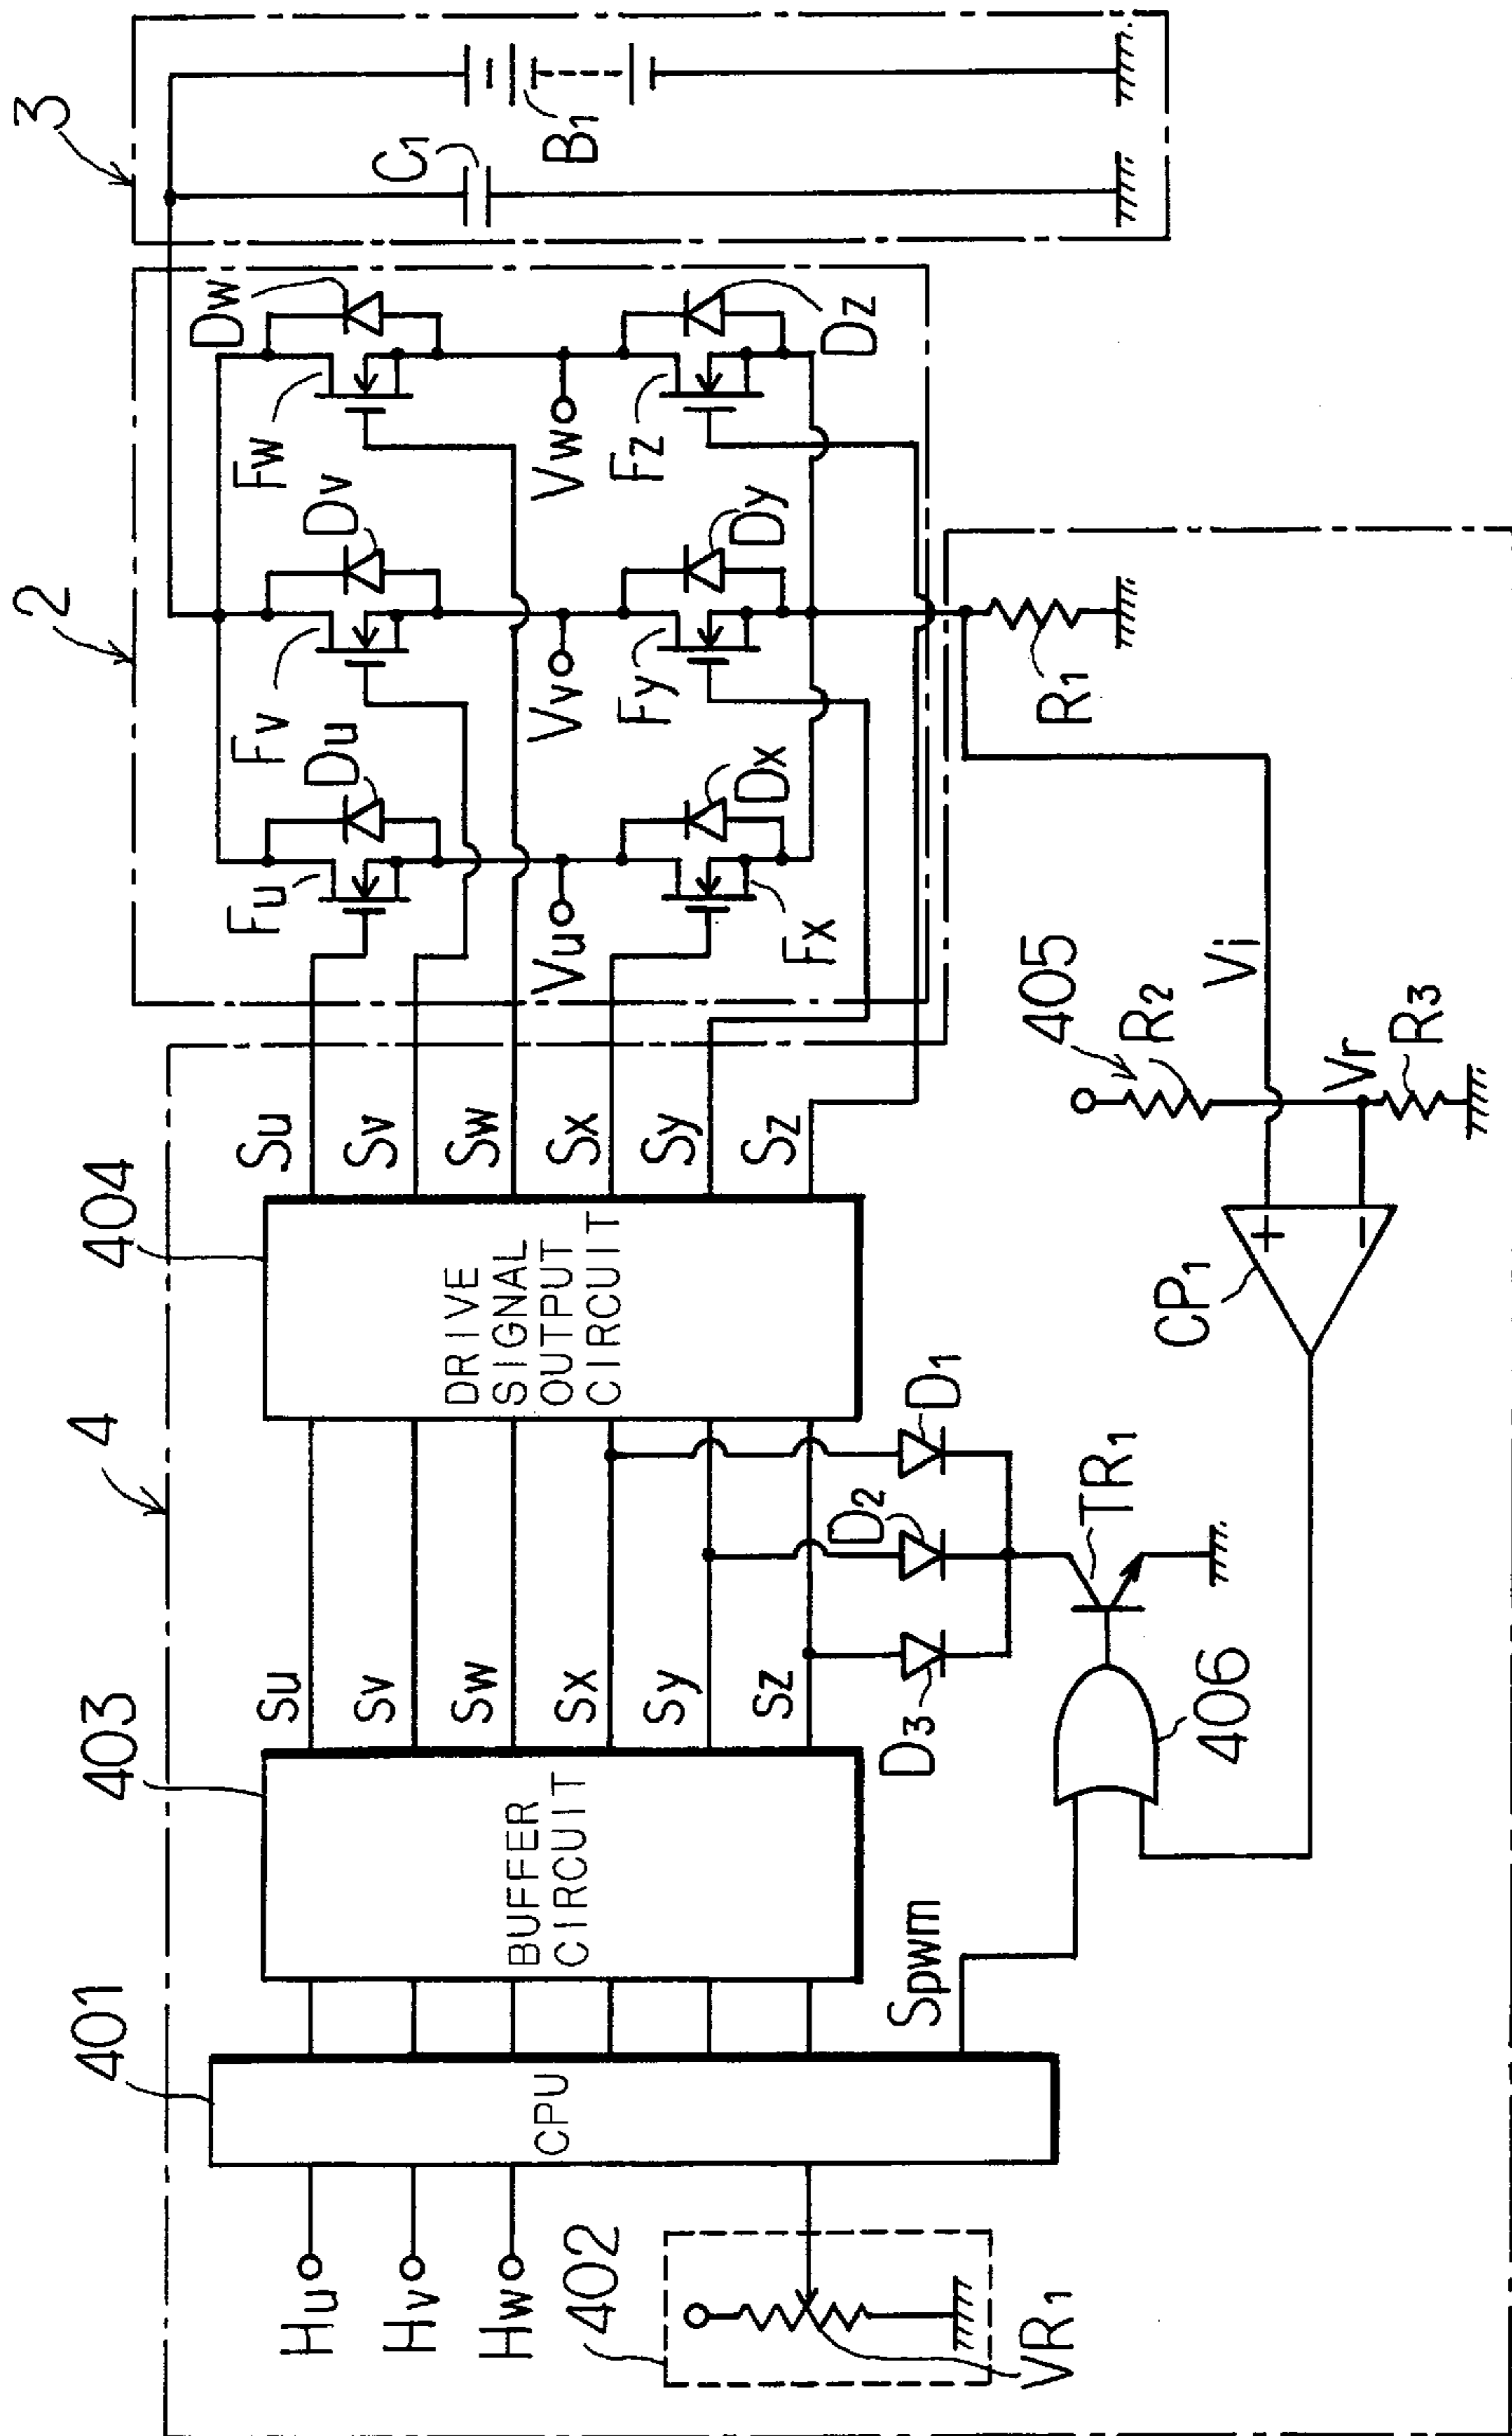 3
2
4
C1
B1
Dw
Dv
Du
Fw
Fv
Fu
Vw
Vv
Vu
Fz
Fy
Fx
Dz
Dy
Dx
R1
404
403
401
Su
Sv
Sw
Sx
Sy
Sz
DRIVE
SIGNAL
OUTPUT
CIRCUIT
Su
Sv
Sw
Sx
Sy
Sz
BUFFER
CIRCUIT
CPU
Hu
Hv
Hw
402
VR1
Spwm
D1
D2
D3
TR1
406
CP1
+
−
405
R2
Vi
Vr
R3